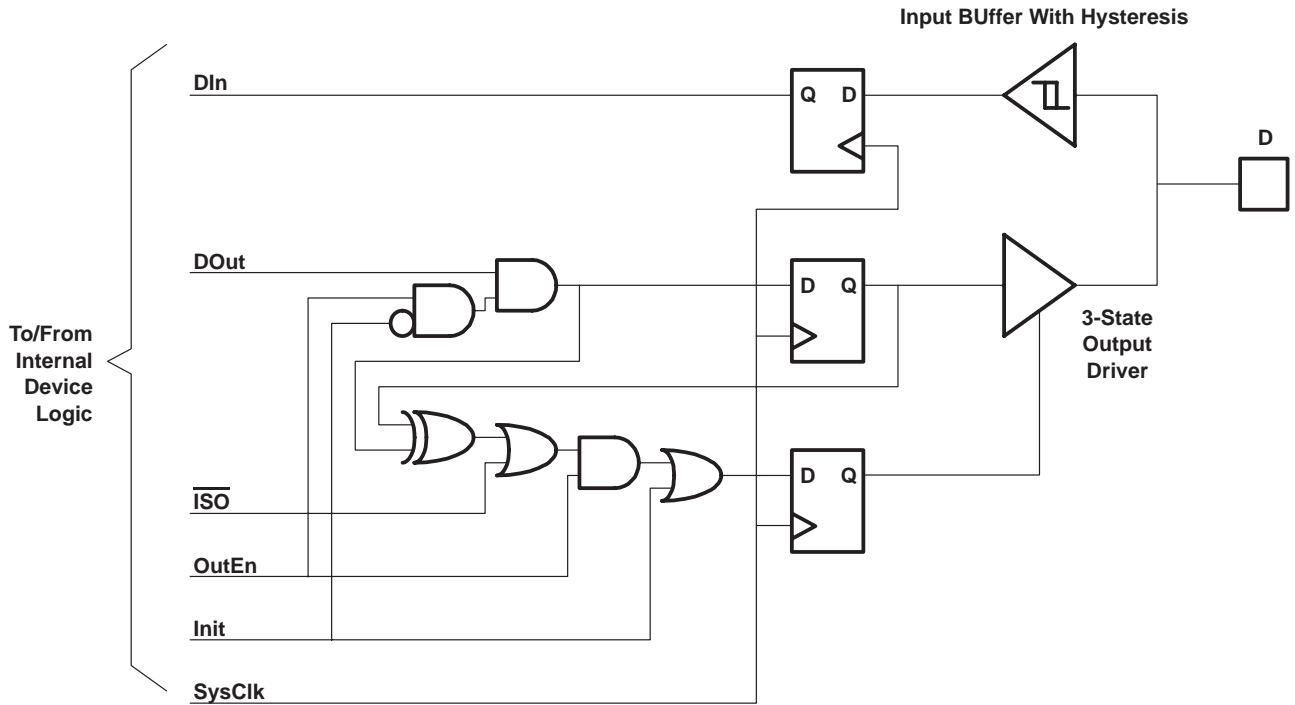 Input BUffer With Hysteresis
DIn
Q D
D
DOut
D Q
3-State
Output
Driver
To/From
Internal
Device
Logic
D Q
ISO
OutEn
Init
SysClk